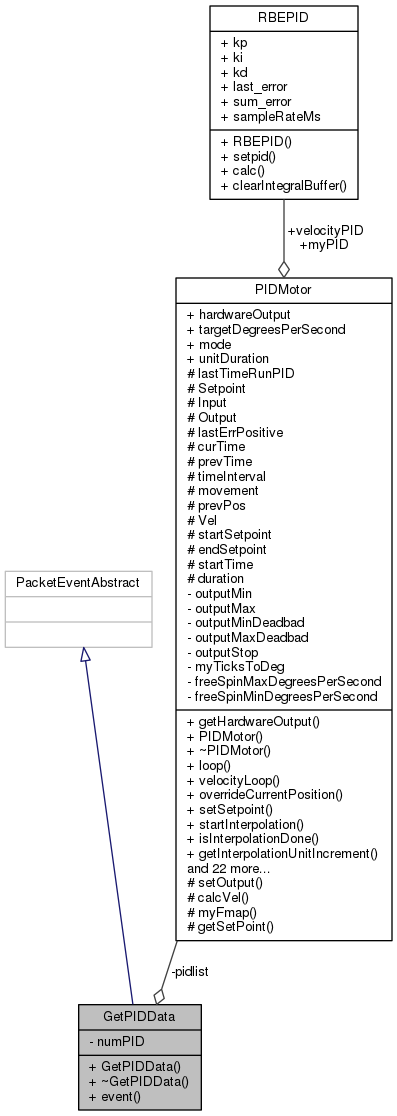 RBEPID
+ kp
+ ki
+ kd
+ last_error
+ sum_error
+ sampleRateMs
+ RBEPID()
+ setpid()
+ calc()
+ clearIntegralBuffer()
+velocityPID
+myPID
PIDMotor
+ hardwareOutput
+ targetDegreesPerSecond
+ mode
+ unitDuration
# lastTimeRunPID
# Setpoint
# Input
# Output
# lastErrPositive
# curTime
# prevTime
# timeInterval
# movement
# prevPos
# Vel
# startSetpoint
# endSetpoint
# startTime
# duration
- outputMin
- outputMax
- outputMinDeadbad
- outputMaxDeadbad
- outputStop
- myTicksToDeg
- freeSpinMaxDegreesPerSecond
- freeSpinMinDegreesPerSecond
+ getHardwareOutput()
+ PIDMotor()
+ ~PIDMotor()
+ loop()
+ velocityLoop()
+ overrideCurrentPosition()
+ setSetpoint()
+ startInterpolation()
+ isInterpolationDone()
+ getInterpolationUnitIncrement()
and 22 more...
# setOutput()
# calcVel()
# myFmap()
# getSetPoint()
PacketEventAbstract
-pidlist
GetPIDData
- numPID
+ GetPIDData()
+ ~GetPIDData()
+ event()